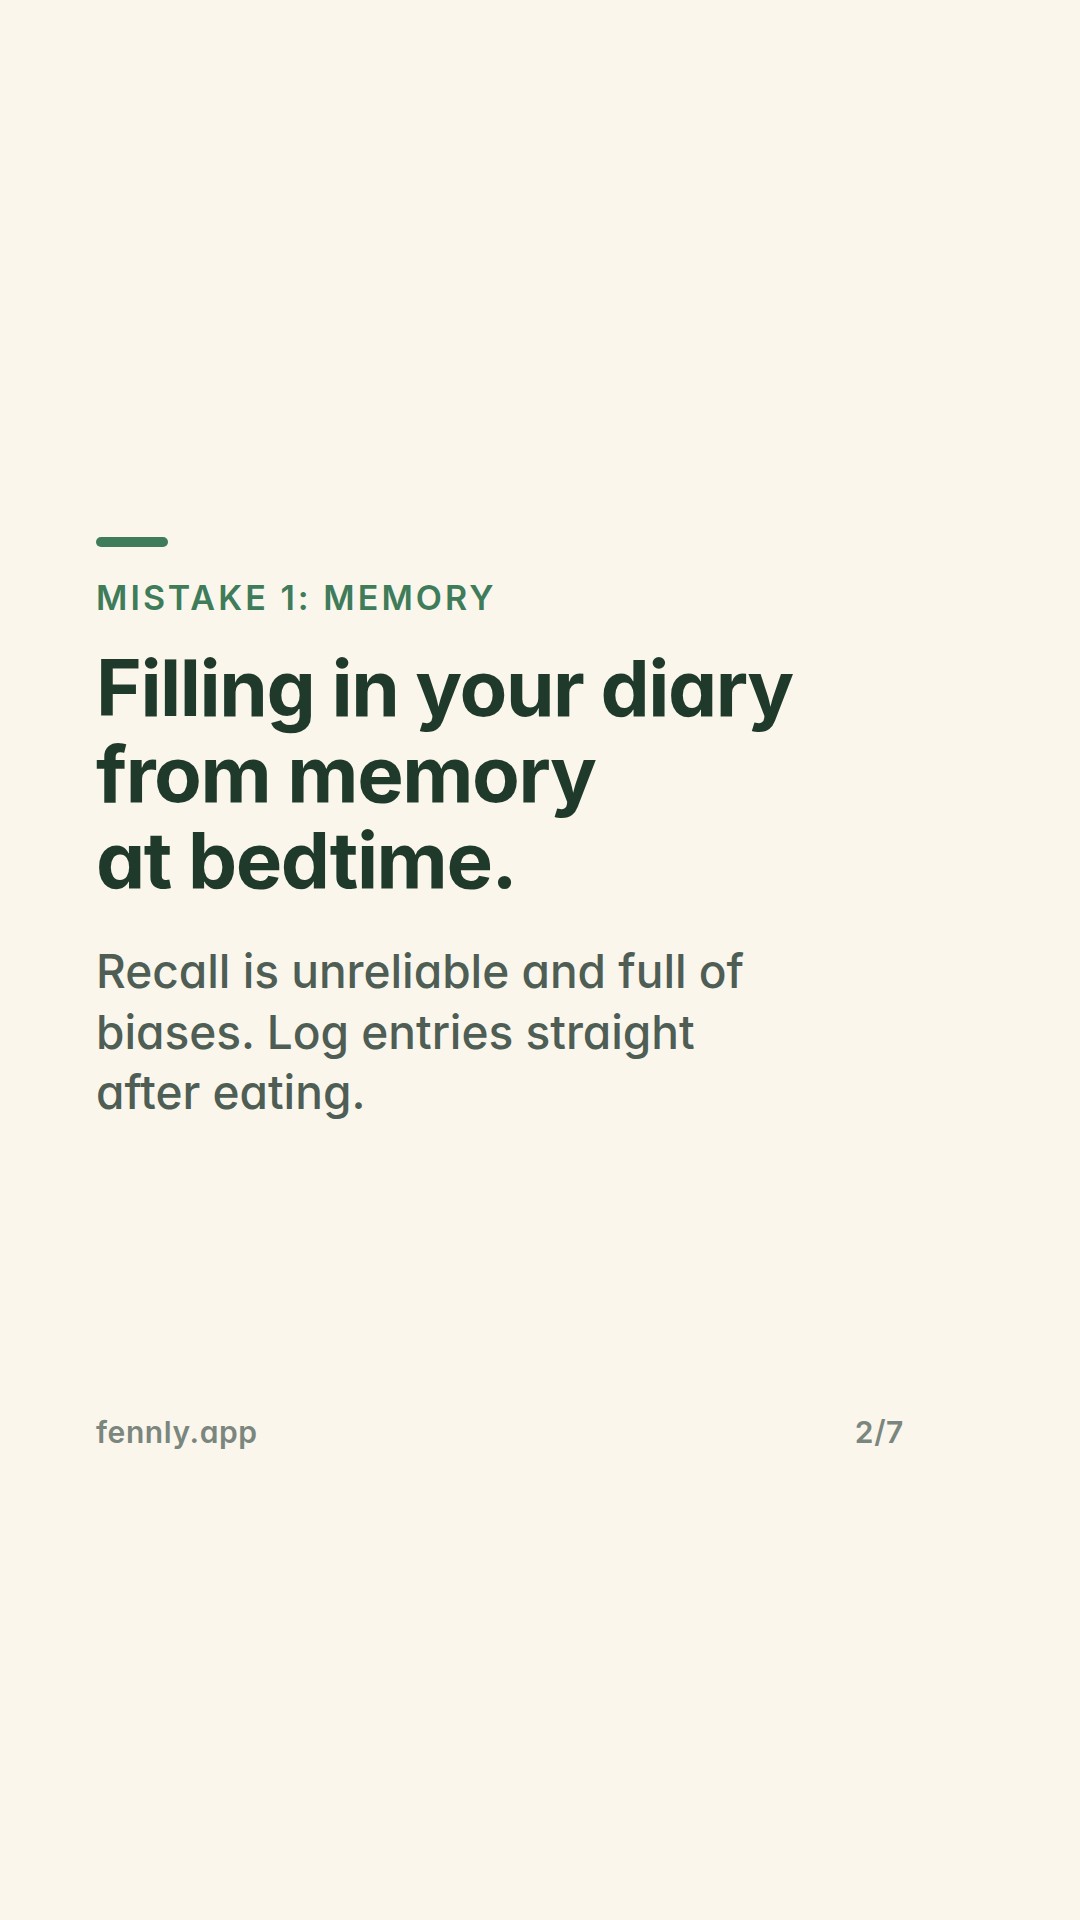 MISTAKE 1: MEMORY
Filling in your diary
from memory
at bedtime.
Recall is unreliable and full of
biases. Log entries straight
after eating.
fennly.app
2/7